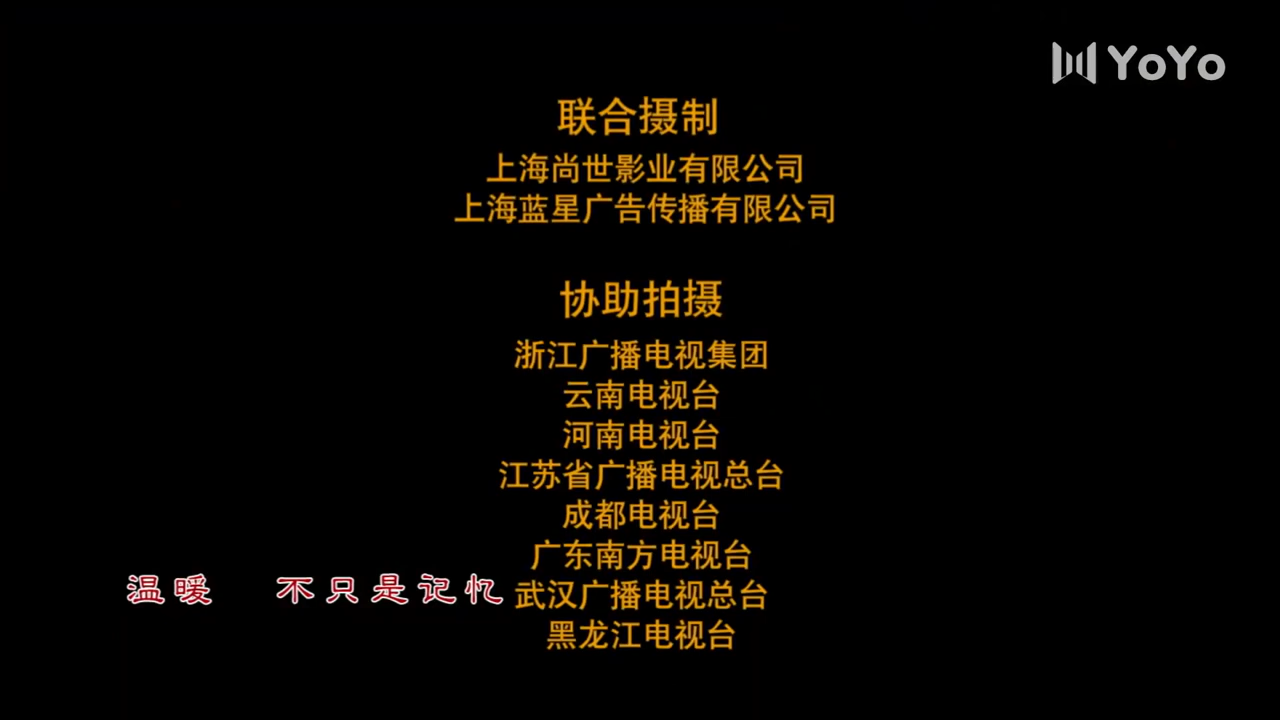 YoYo
联合摄制
上海尚世影业有限公司
上海蓝星广告传播有限公司
协助拍摄
浙江广播电视集团
云南电视台
河南电视台
江苏省广播电视总台
成都电视台
广东南方电视台
温暖 不只是记忆
武汉广播电视总台
黑龙江电视台